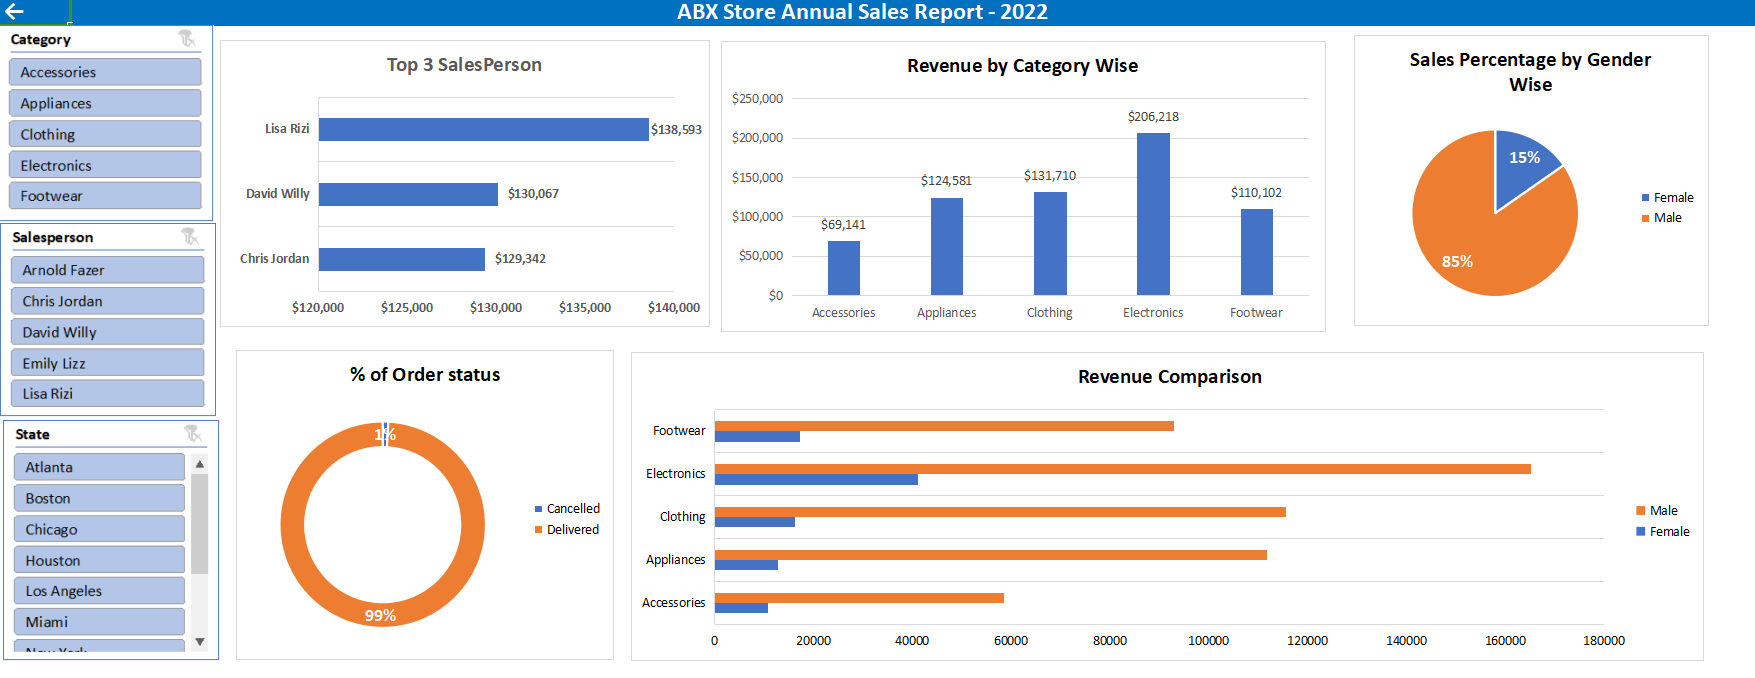 ABX Store Annual Sales Report - 2022
Category
Accessories
Appliances
Clothing
Electronics
Footwear
Salesperson
Arnold Fazer
Chris Jordan
David Willy
Emily Lizz
Lisa Rizi
State
Atlanta
Boston
Chicago
Houston
Los Angeles
Miami
New York
Top 3 SalesPerson
Lisa Rizi
$138,593
David Willy
$130,067
Chris Jordan
$129,342
$120,000 $125,000 $130,000 $135,000 $140,000
Revenue by Category Wise
$250,000
$200,000
$150,000
$100,000
$50,000
$0
$69,141
$124,581
$131,710
$206,218
$110,102
Accessories Appliances Clothing Electronics Footwear
Sales Percentage by Gender
Wise
15%
85%
Female
Male
% of Order status
1%
99%
Cancelled
Delivered
Revenue Comparison
Footwear
Electronics
Clothing
Appliances
Accessories
0 20000 40000 60000 80000 100000 120000 140000 160000 180000
Male
Female